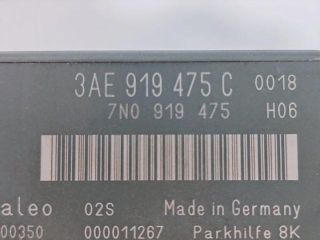 3AE 919 475 C 0018
7N0 919 475 H06
aleo 02S Made in Germany
00350 000011267 Parkhilfe 8K